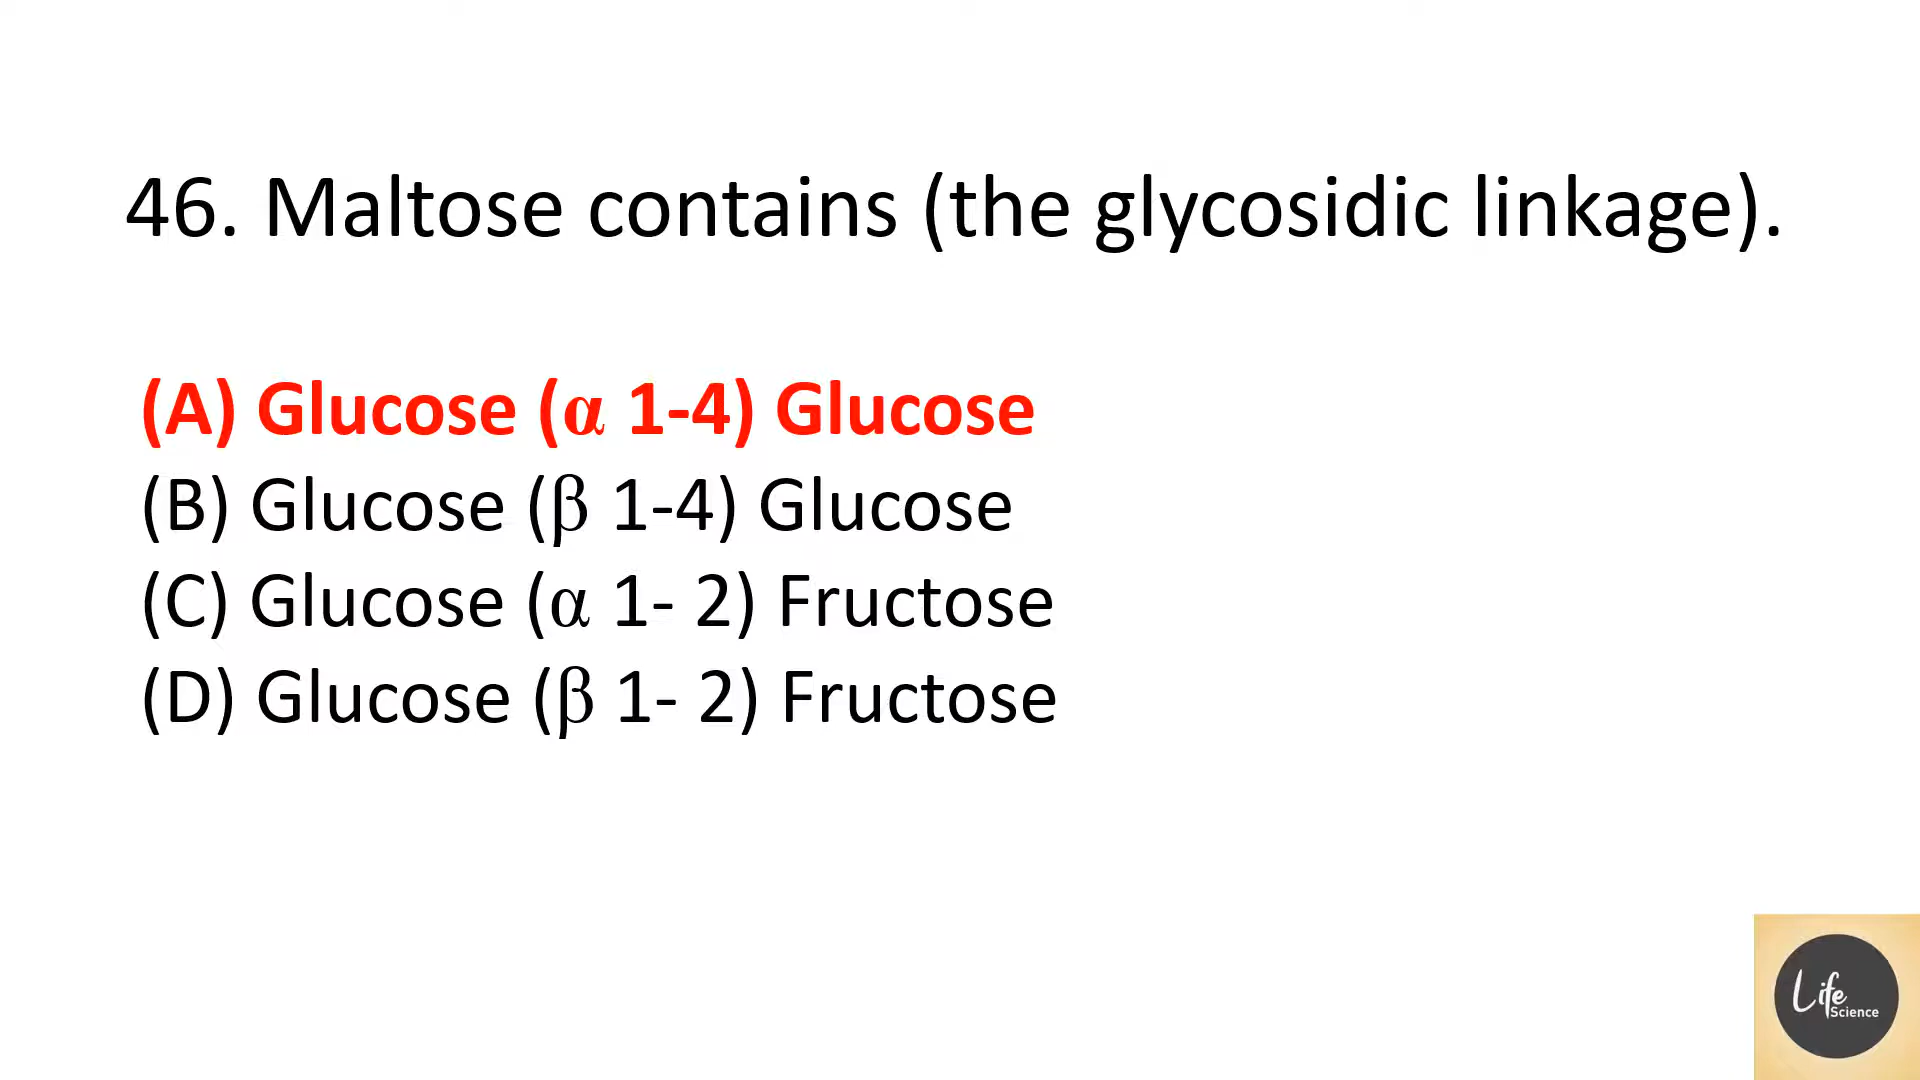 46. Maltose contains (the glycosidic linkage).
(A) Glucose (α 1-4) Glucose
(B) Glucose (β 1-4) Glucose
(C) Glucose (α 1- 2) Fructose
(D) Glucose (β 1- 2) Fructose
Life
Science